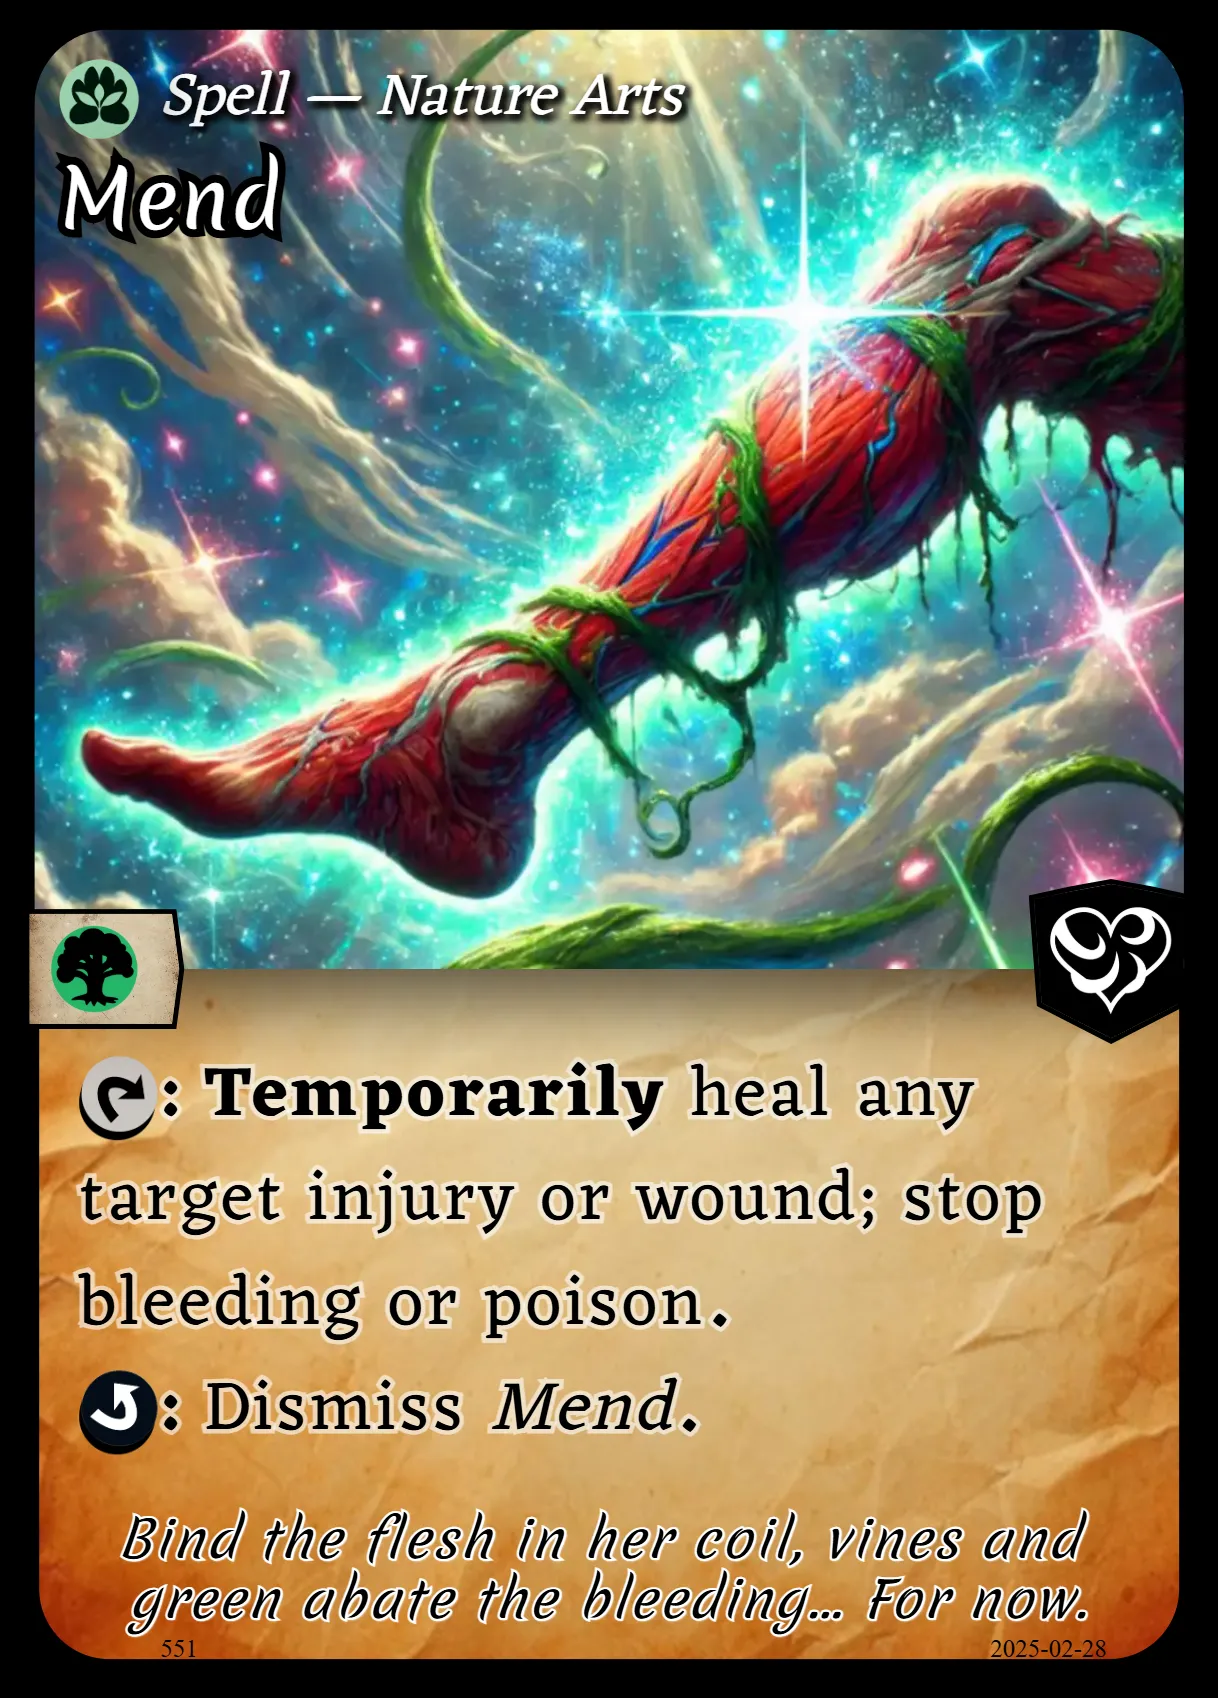 Spell — Nature Arts
Mend
: Temporarily heal any
target injury or wound; stop
bleeding or poison.
: Dismiss Mend.
Bind the flesh in her coil, vines and
green abate the bleeding... For now.
551
2025-02-28